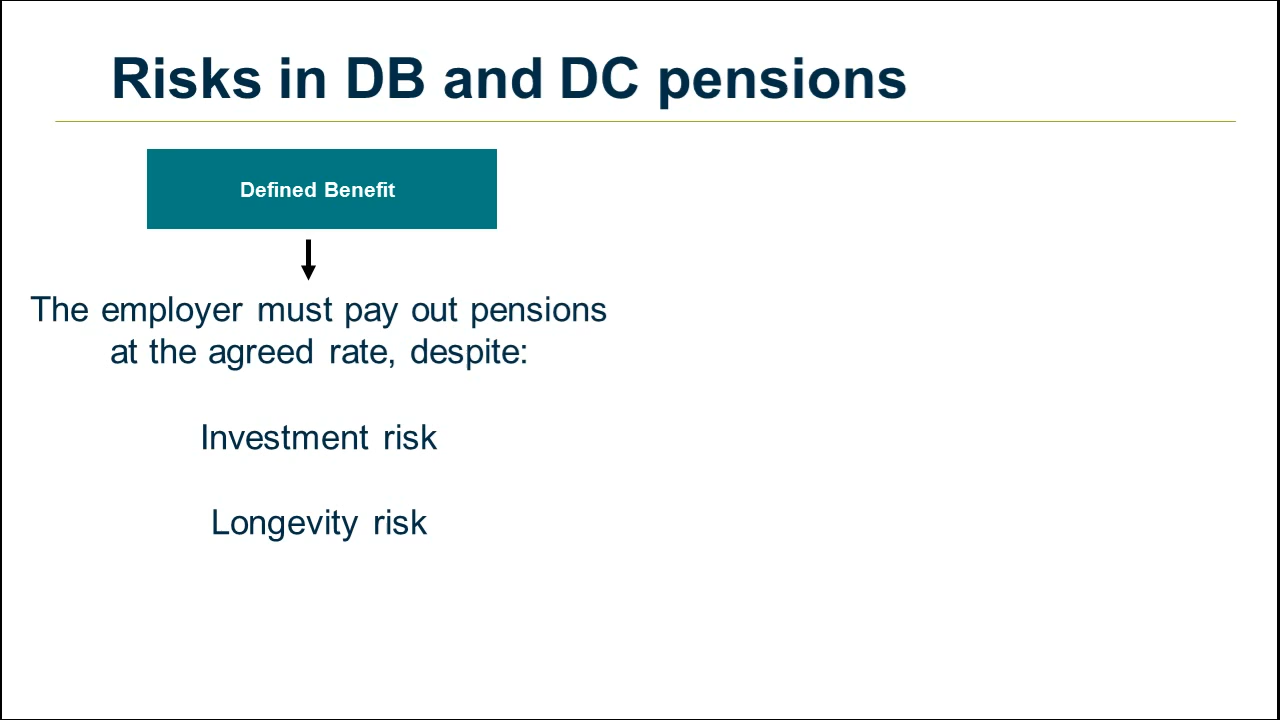 Risks in DB and DC pensions
Defined Benefit
The employer must pay out pensions
at the agreed rate, despite:
Investment risk
Longevity risk